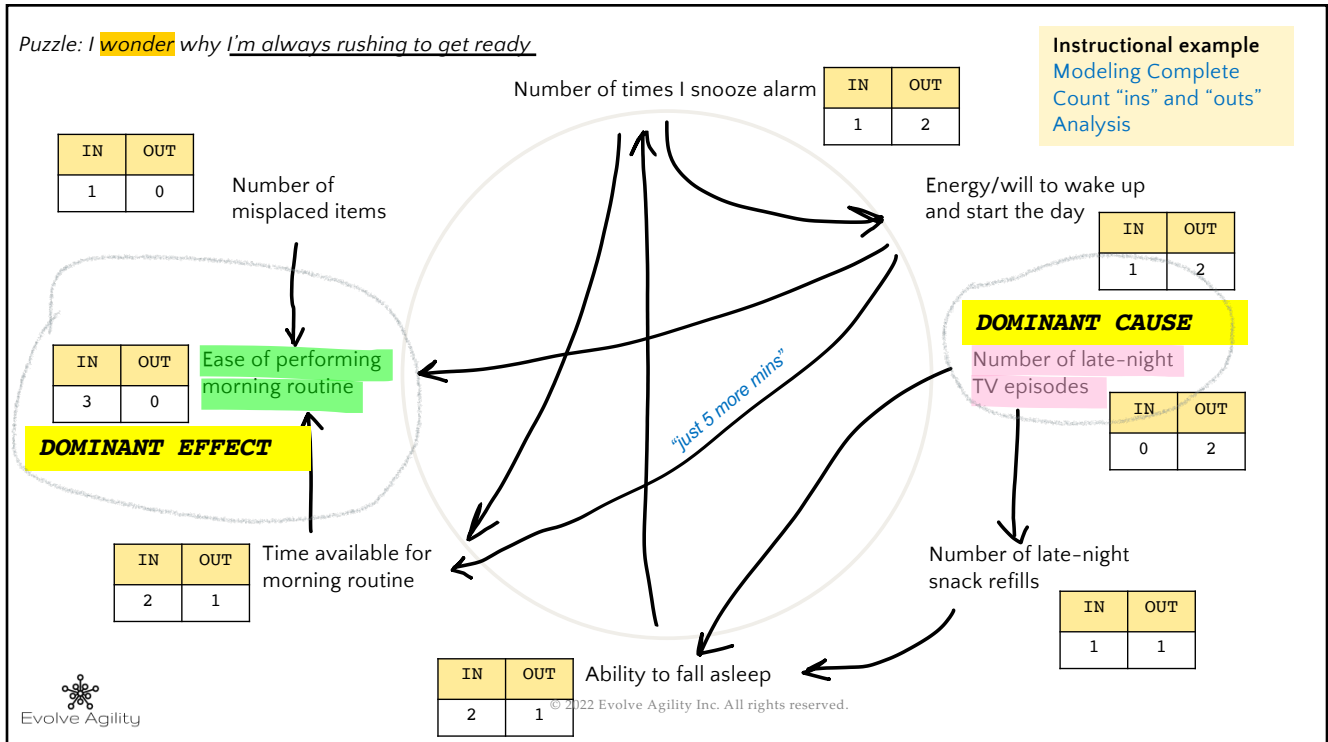 Puzzle: I wonder why I'm always rushing to get ready
Instructional example
Modeling Complete
Count “ins” and “outs”
Analysis
Number of times I snooze alarm
IN OUT
1 2
IN OUT
1 0
Number of
misplaced items
Energy/will to wake up
and start the day
IN OUT
1 2
DOMINANT CAUSE
Number of late-night
TV episodes
IN OUT
0 2
IN OUT
3 0
Ease of performing
morning routine
DOMINANT EFFECT
“just 5 more mins”
IN OUT
2 1
Time available for
morning routine
Number of late-night
snack refills
IN OUT
1 1
IN OUT
2 1
Ability to fall asleep
© 2022 Evolve Agility Inc. All rights reserved.
Evolve Agility